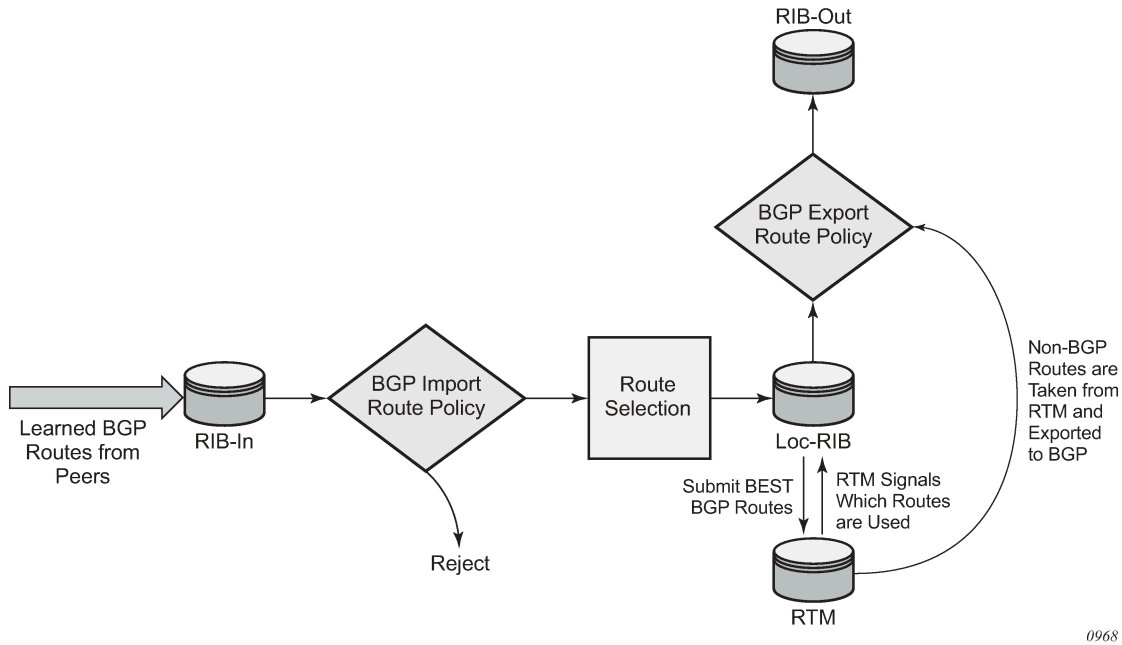 RIB-Out
BGP Export
Route Policy
Non-BGP
Routes are
Taken from
RTM and
Exported
to BGP
BGP Import
Route Policy
Route
Selection
Learned BGP
Routes from
Peers
RIB-In
Loc-RIB
Submit BEST
BGP Routes
RTM Signals
Which Routes
are Used
Reject
RTM
0968